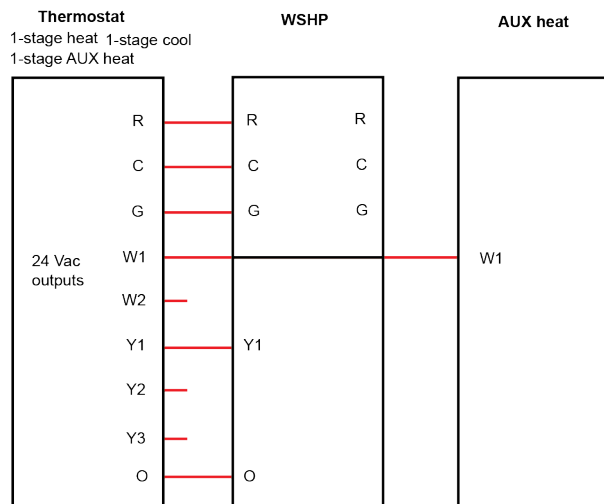 Thermostat
1-stage heat 1-stage cool
1-stage AUX heat
WSHP
AUX heat
R
C
G
24 Vac
outputs
W1
W2
Y1
Y2
Y3
O
R
C
G
Y1
O
R
C
G
W1